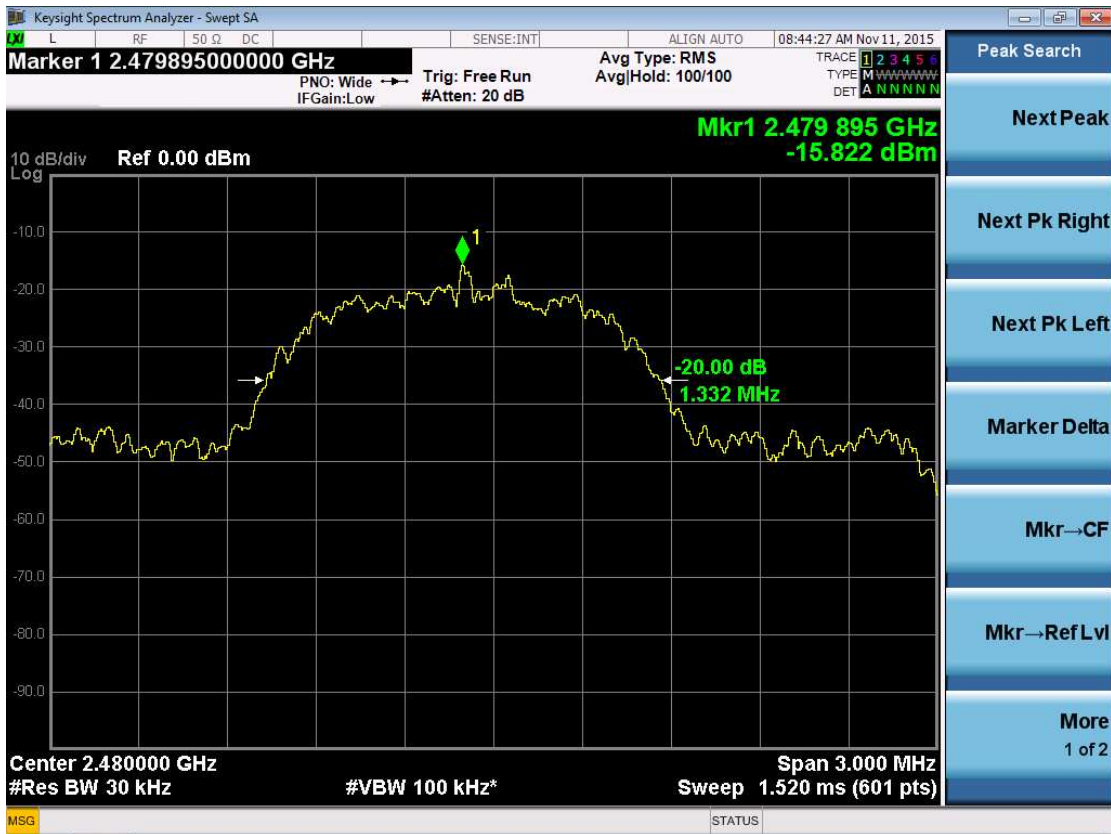 Keysight Spectrum Analyzer - Swept SA
LXI L RF 50 Ω DC SENSE:INT ALIGN AUTO 08:44:27 AM Nov 11, 2015
Marker 1 2.479895000000 GHz
PNO: Wide
IFGain:Low
Trig: Free Run
#Atten: 20 dB
Avg Type: RMS
Avg|Hold: 100/100
TRACE 1 2 3 4 5 6
TYPE M WWWWW
DET A N N N N N
Mkr1 2.479 895 GHz
-15.822 dBm
10 dB/div Ref 0.00 dBm
Log
-10.0
-20.0
-30.0
-40.0
-50.0
-60.0
-70.0
-80.0
-90.0
1
-20.00 dB
1.332 MHz
Center 2.480000 GHz Span 3.000 MHz
#Res BW 30 kHz #VBW 100 kHz* Sweep 1.520 ms (601 pts)
MSG STATUS
Peak Search
Next Peak
Next Pk Right
Next Pk Left
Marker Delta
Mkr→CF
Mkr→Ref Lvl
More
1 of 2